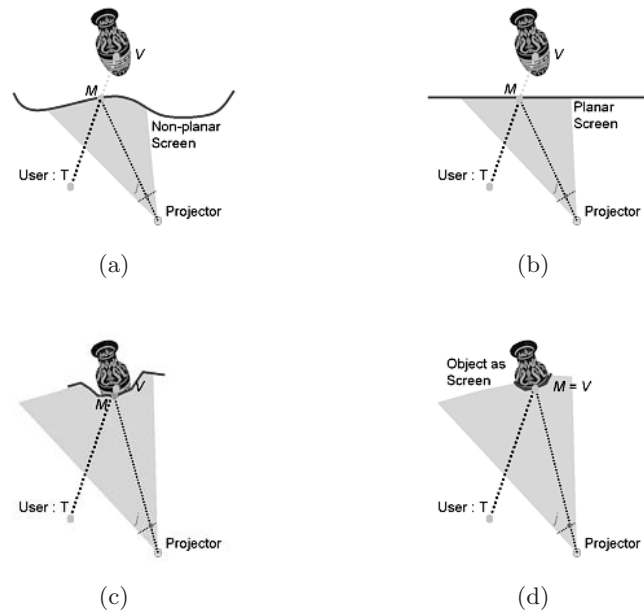 V
M
Non-planar
Screen
User : T
j
Projector
(a)
V
M
Planar
Screen
User : T
j
Projector
(b)
V
M
User : T
j
Projector
(c)
Object as
Screen
M = V
User : T
j
Projector
(d)